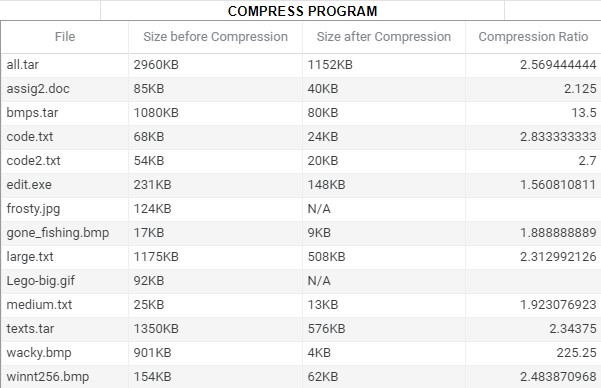 COMPRESS PROGRAM
File Size before Compression Size after Compression Compression Ratio
all.tar 2960KB 1152KB 2.569444444
assig2.doc 85KB 40KB 2.125
bmps.tar 1080KB 80KB 13.5
code.txt 68KB 24KB 2.833333333
code2.txt 54KB 20KB 2.7
edit.exe 231KB 148KB 1.560810811
frosty.jpg 124KB N/A
gone_fishing.bmp 17KB 9KB 1.888888889
large.txt 1175KB 508KB 2.312992126
Lego-big.gif 92KB N/A
medium.txt 25KB 13KB 1.923076923
texts.tar 1350KB 576KB 2.34375
wacky.bmp 901KB 4KB 225.25
winnt256.bmp 154KB 62KB 2.483870968